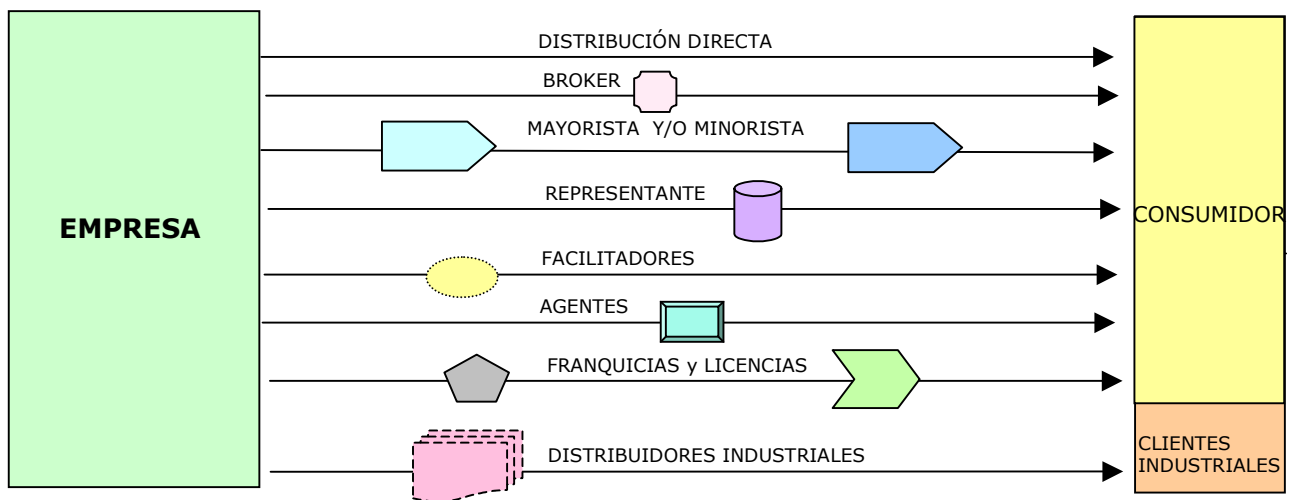 DISTRIBUCIÓN DIRECTA
BROKER
MAYORISTA Y/O MINORISTA
REPRESENTANTE
EMPRESA
CONSUMIDOR
FACILITADORES
AGENTES
FRANQUICIAS y LICENCIAS
DISTRIBUIDORES INDUSTRIALES
CLIENTES
INDUSTRIALES